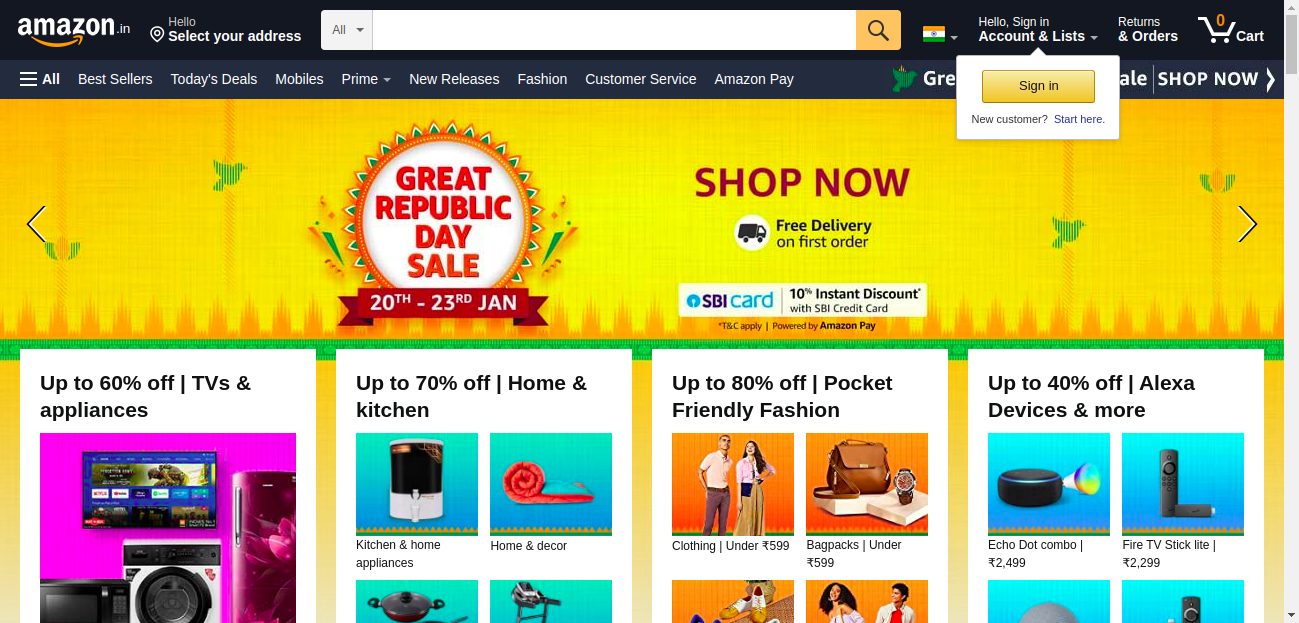 amazon.in
Hello
Select your address
All
Hello, Sign in
Account & Lists
Returns
& Orders
0
Cart
All
Best Sellers
Today's Deals
Mobiles
Prime
New Releases
Fashion
Customer Service
Amazon Pay
Gre
ale
SHOP NOW
Sign in
New customer? Start here.
GREAT
REPUBLIC
DAY
SALE
20TH - 23RD JAN
SHOP NOW
Free Delivery
on first order
SBI card
10% Instant Discount*
with SBI Credit Card
*T&C apply | Powered by Amazon Pay
Up to 60% off | TVs &
appliances
Up to 70% off | Home &
kitchen
Kitchen & home
appliances
Home & decor
Up to 80% off | Pocket
Friendly Fashion
Clothing | Under ₹599
Bagpacks | Under
₹599
Up to 40% off | Alexa
Devices & more
Echo Dot combo |
₹2,499
Fire TV Stick lite |
₹2,299